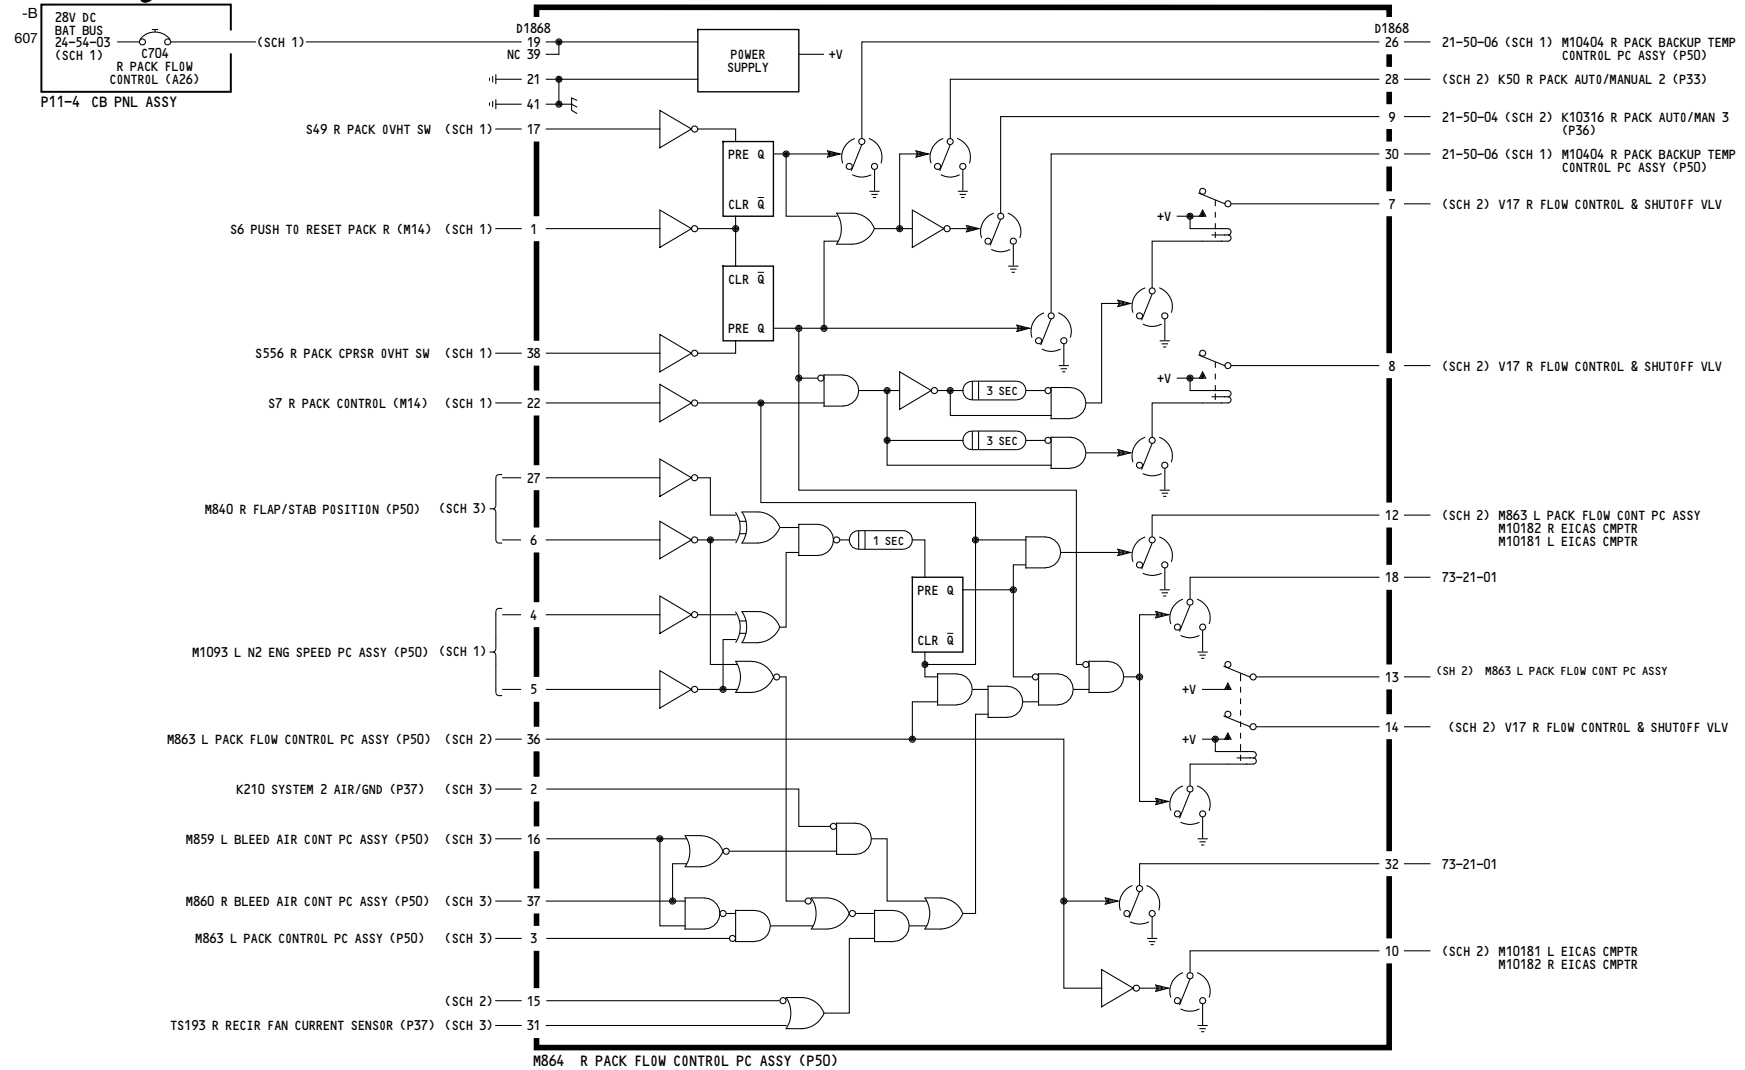 -B
607
28V DC
BAT BUS
24-54-03
(SCH 1)
C704
R PACK FLOW
CONTROL (A26)
P11-4 CB PNL ASSY
(SCH 1)
D1868
19
NC 39
21
41
POWER
SUPPLY
+V
D1868
26 21-50-06 (SCH 1) M10404 R PACK BACKUP TEMP
CONTROL PC ASSY (P50)
28 (SCH 2) K50 R PACK AUTO/MANUAL 2 (P33)
9 21-50-04 (SCH 2) K10316 R PACK AUTO/MAN 3
(P36)
30 21-50-06 (SCH 1) M10404 R PACK BACKUP TEMP
CONTROL PC ASSY (P50)
S49 R PACK OVHT SW (SCH 1) 17
PRE Q
CLR Q̅
S6 PUSH TO RESET PACK R (M14) (SCH 1) 1
CLR Q̅
PRE Q
+V
7 (SCH 2) V17 R FLOW CONTROL & SHUTOFF VLV
S556 R PACK CPRSR OVHT SW (SCH 1) 38
S7 R PACK CONTROL (M14) (SCH 1) 22
3 SEC
3 SEC
+V
8 (SCH 2) V17 R FLOW CONTROL & SHUTOFF VLV
27
M840 R FLAP/STAB POSITION (P50) (SCH 3)
6
1 SEC
12 (SCH 2) M863 L PACK FLOW CONT PC ASSY
M10182 R EICAS CMPTR
M10181 L EICAS CMPTR
18 73-21-01
PRE Q
CLR Q̅
4
M1093 L N2 ENG SPEED PC ASSY (P50) (SCH 1)
5
13 (SH 2) M863 L PACK FLOW CONT PC ASSY
+V
14 (SCH 2) V17 R FLOW CONTROL & SHUTOFF VLV
+V
M863 L PACK FLOW CONTROL PC ASSY (P50) (SCH 2) 36
K210 SYSTEM 2 AIR/GND (P37) (SCH 3) 2
M859 L BLEED AIR CONT PC ASSY (P50) (SCH 3) 16
32 73-21-01
M860 R BLEED AIR CONT PC ASSY (P50) (SCH 3) 37
M863 L PACK CONTROL PC ASSY (P50) (SCH 3) 3
10 (SCH 2) M10181 L EICAS CMPTR
M10182 R EICAS CMPTR
(SCH 2) 15
TS193 R RECIR FAN CURRENT SENSOR (P37) (SCH 3) 31
M864 R PACK FLOW CONTROL PC ASSY (P50)